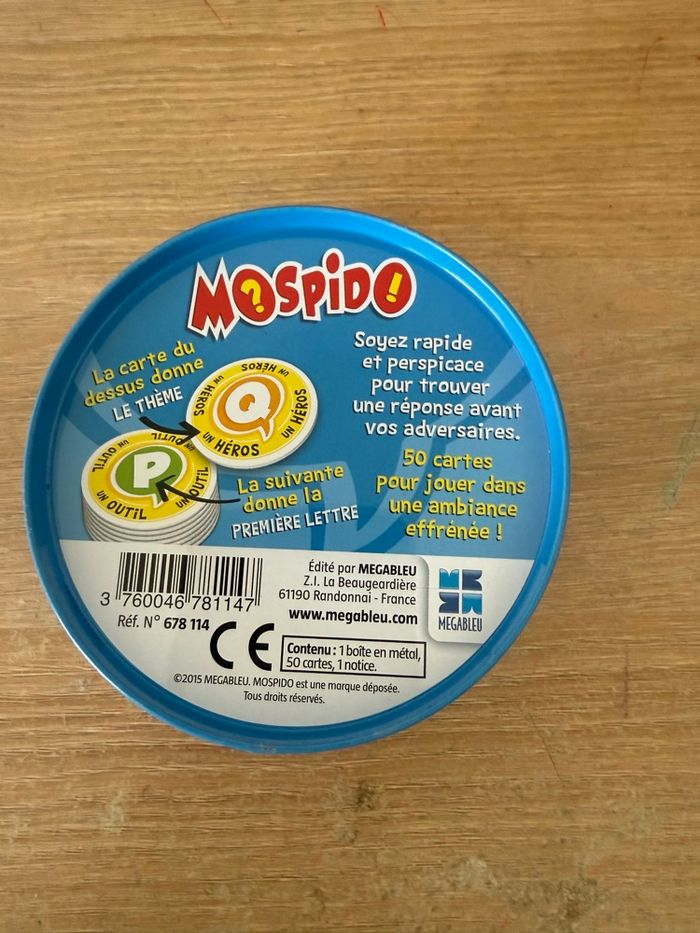 MOSPIDO
?
!
La carte du
dessus donne
LE THÈME
UN HÉROS
UN HÉROS
UN HÉROS
UN HÉROS
Q
UN OUTIL
UN OUTIL
UN OUTIL
UN OUTIL
P
La suivante
donne la
PREMIÈRE LETTRE
Soyez rapide
et perspicace
pour trouver
une réponse avant
vos adversaires.
50 cartes
pour jouer dans
une ambiance
effrénée !
3 760046 781147
Réf. N° 678 114
CE
Édité par MEGABLEU
Z.I. La Beaugeardière
61190 Randonnai - France
www.megableu.com
MEGABLEU
Contenu : 1 boîte en métal,
50 cartes, 1 notice.
©2015 MEGABLEU. MOSPIDO est une marque déposée.
Tous droits réservés.